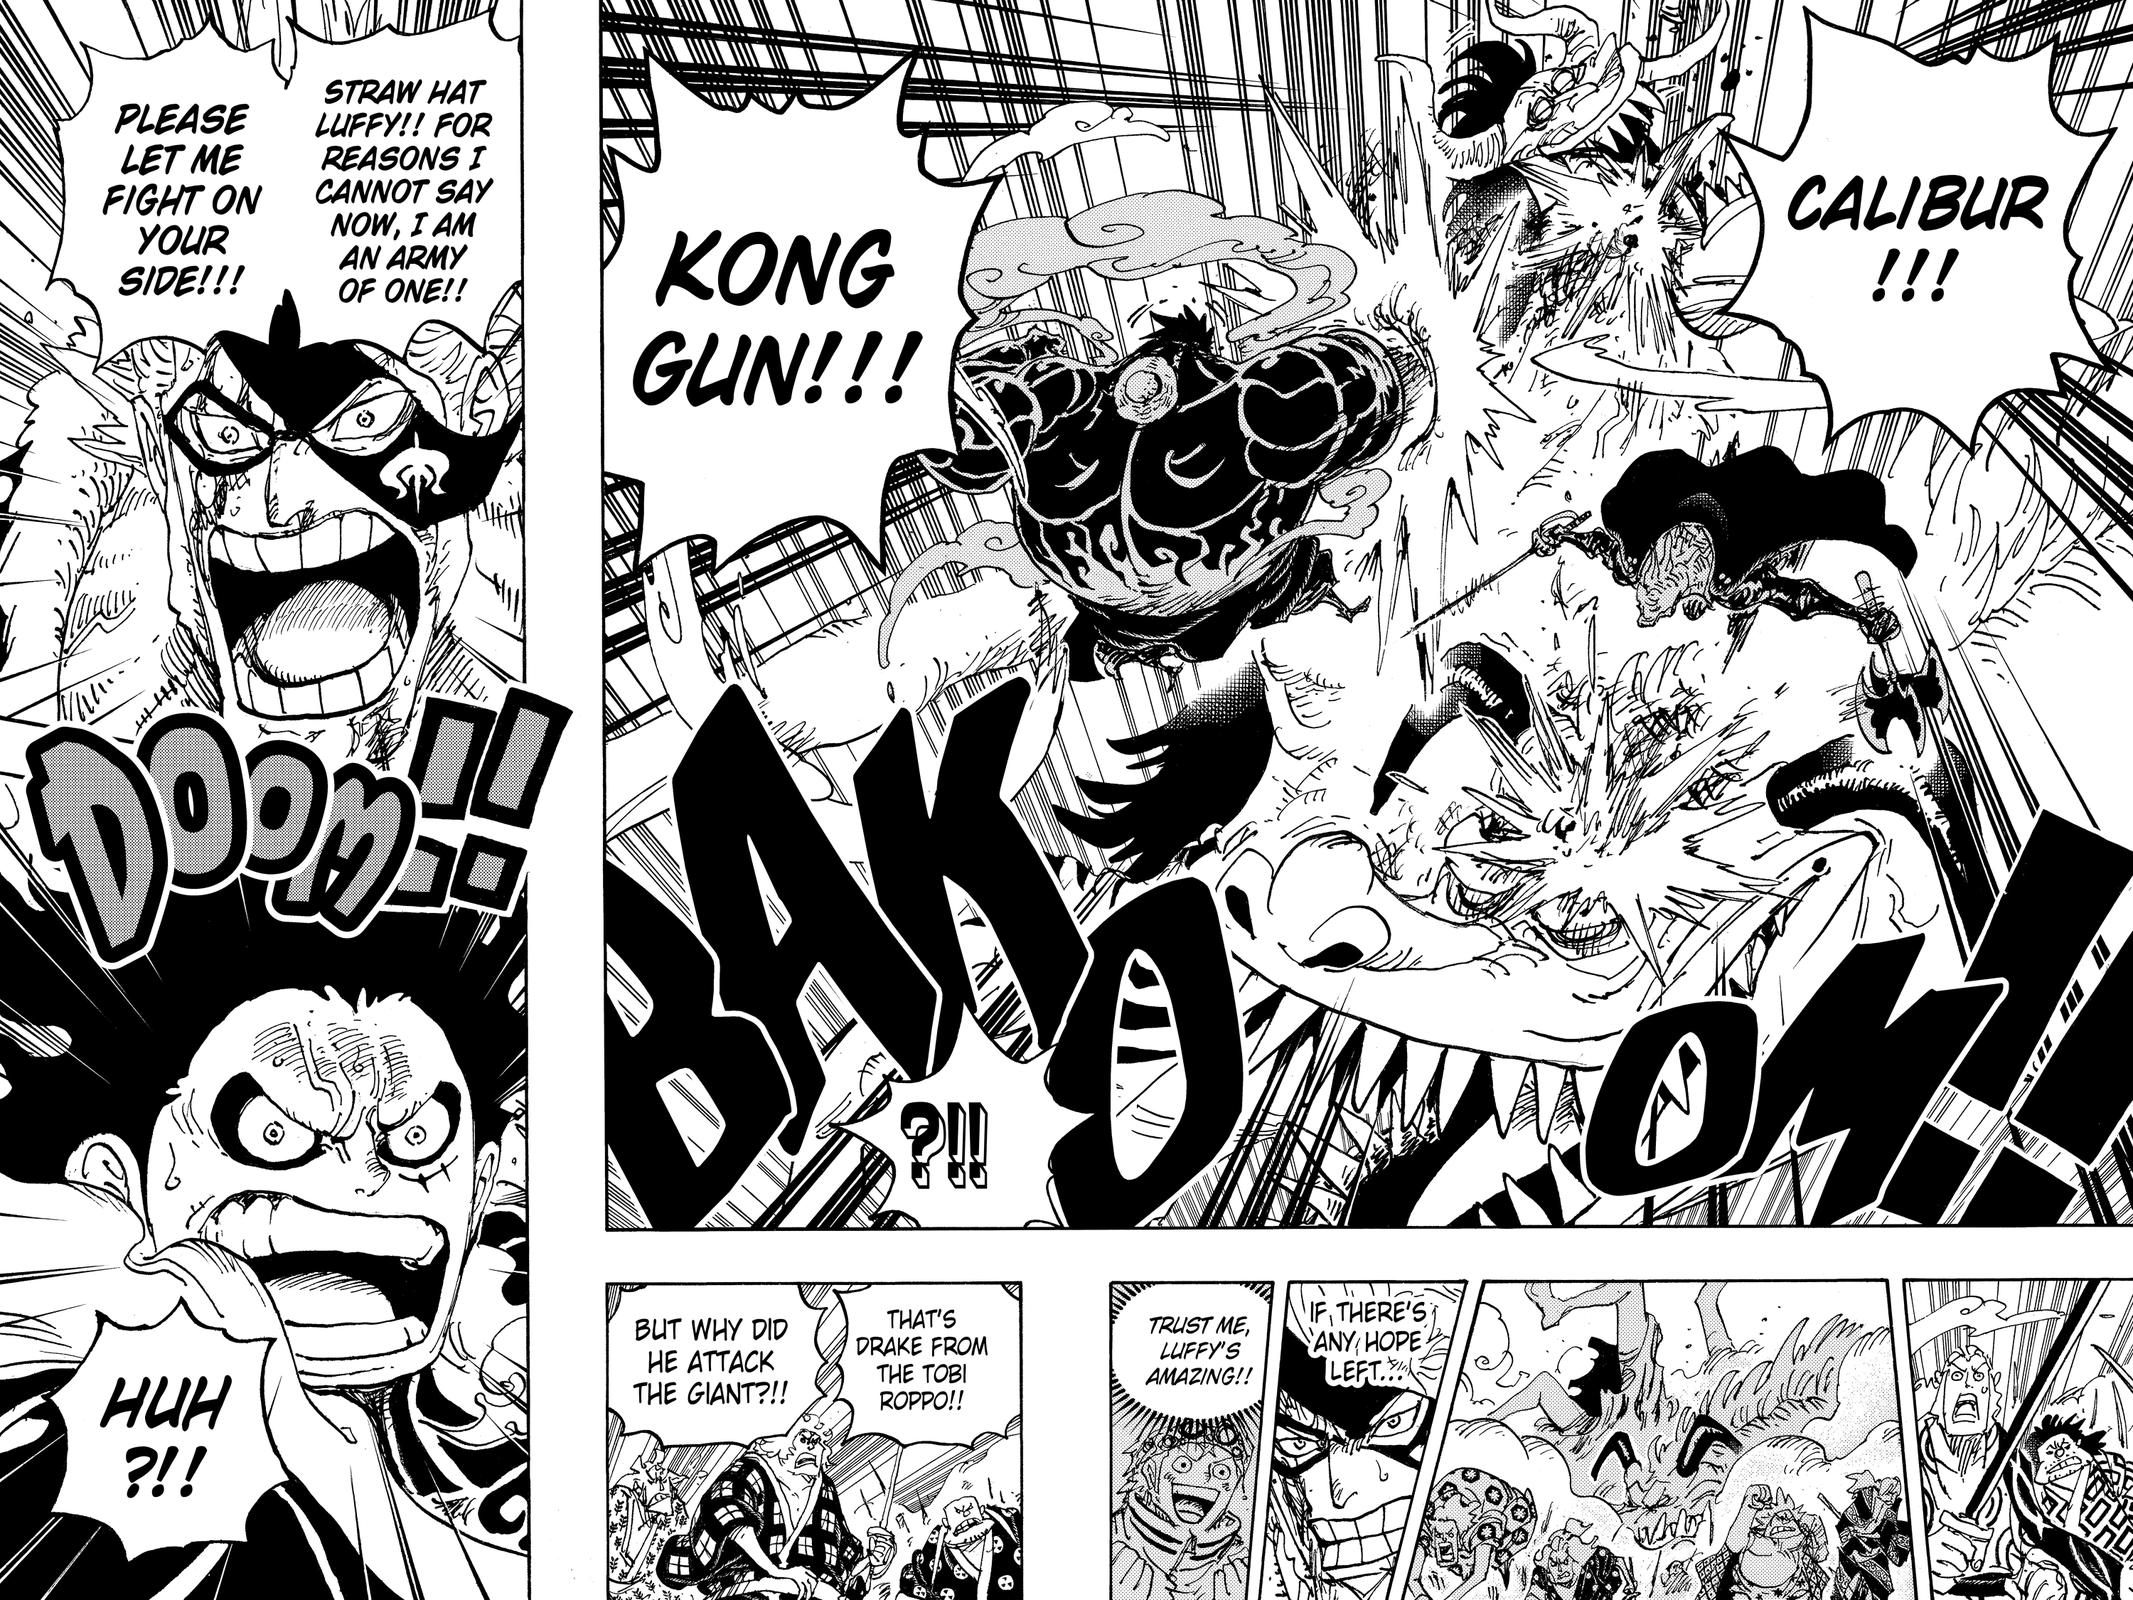 CALIBUR
!!!
KONG
GUN!!!
BAKOOM!!
?!!
TRUST ME,
LUFFY'S
AMAZING!!
IF THERE'S
ANY HOPE
LEFT...
THAT'S
DRAKE FROM
THE TOBI
ROPPO!!
BUT WHY DID
HE ATTACK
THE GIANT?!!
STRAW HAT
LUFFY!! FOR
REASONS I
CANNOT SAY
NOW, I AM
AN ARMY
OF ONE!!
PLEASE
LET ME
FIGHT ON
YOUR
SIDE!!!
DOOM!!
HUH
?!!